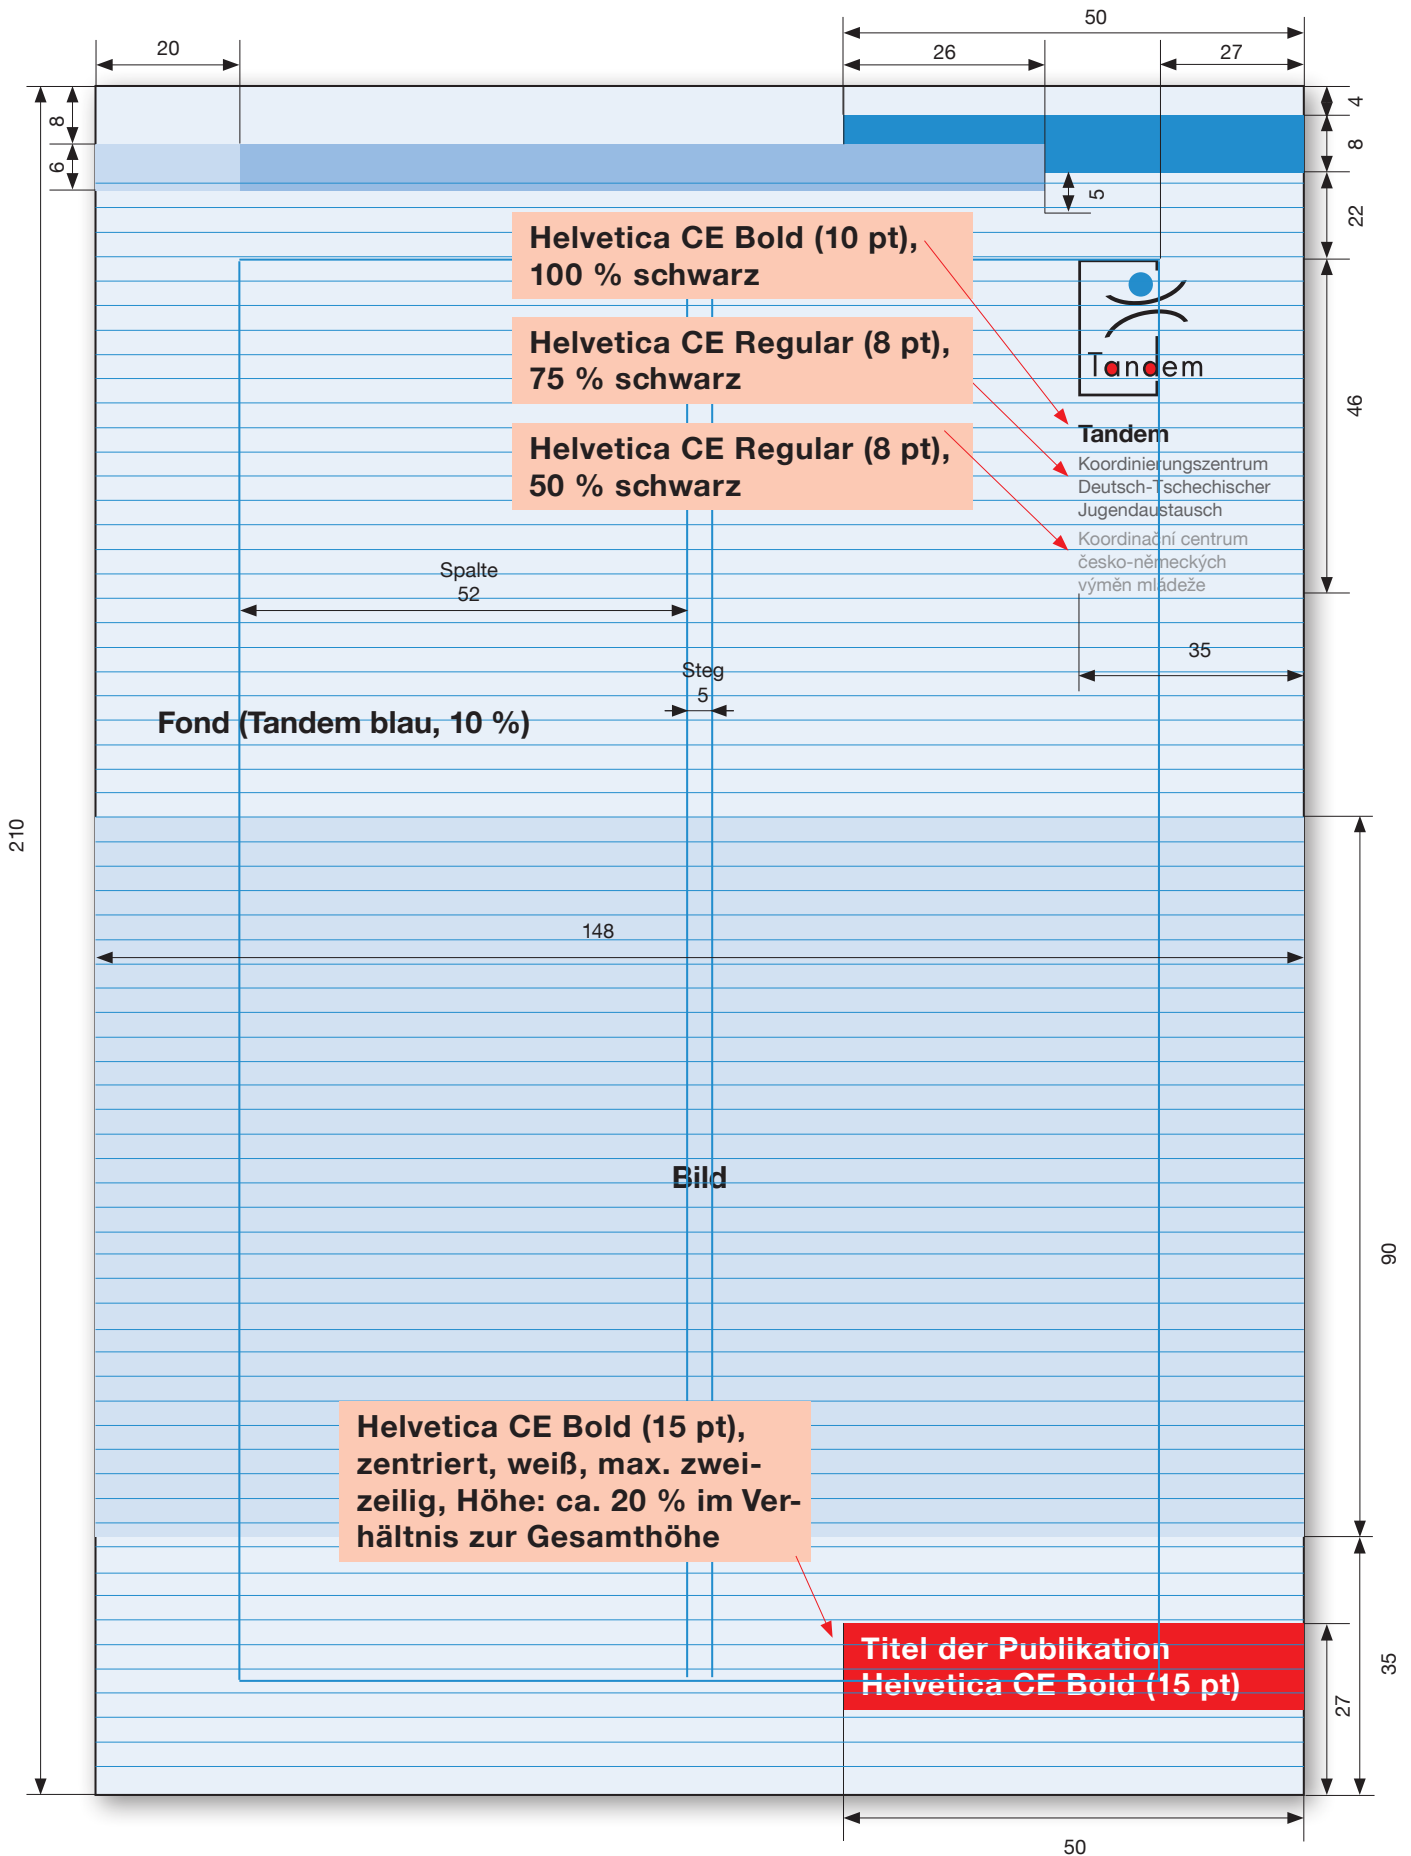 50
20
26
27
4
8
8
6
5
22
Helvetica CE Bold (10 pt),
100 % schwarz
Helvetica CE Regular (8 pt),
75 % schwarz
Tandem
46
Helvetica CE Regular (8 pt),
50 % schwarz
Tandem
Koordinierungszentrum
Deutsch-Tschechischer
Jugendaustausch
Koordinační centrum
česko-německých
výměn mládeže
Spalte
52
35
Steg
5
Fond (Tandem blau, 10 %)
210
148
Bild
90
Helvetica CE Bold (15 pt),
zentriert, weiß, max. zwei-
zeilig, Höhe: ca. 20 % im Ver-
hältnis zur Gesamthöhe
Titel der Publikation
Helvetica CE Bold (15 pt)
35
27
50